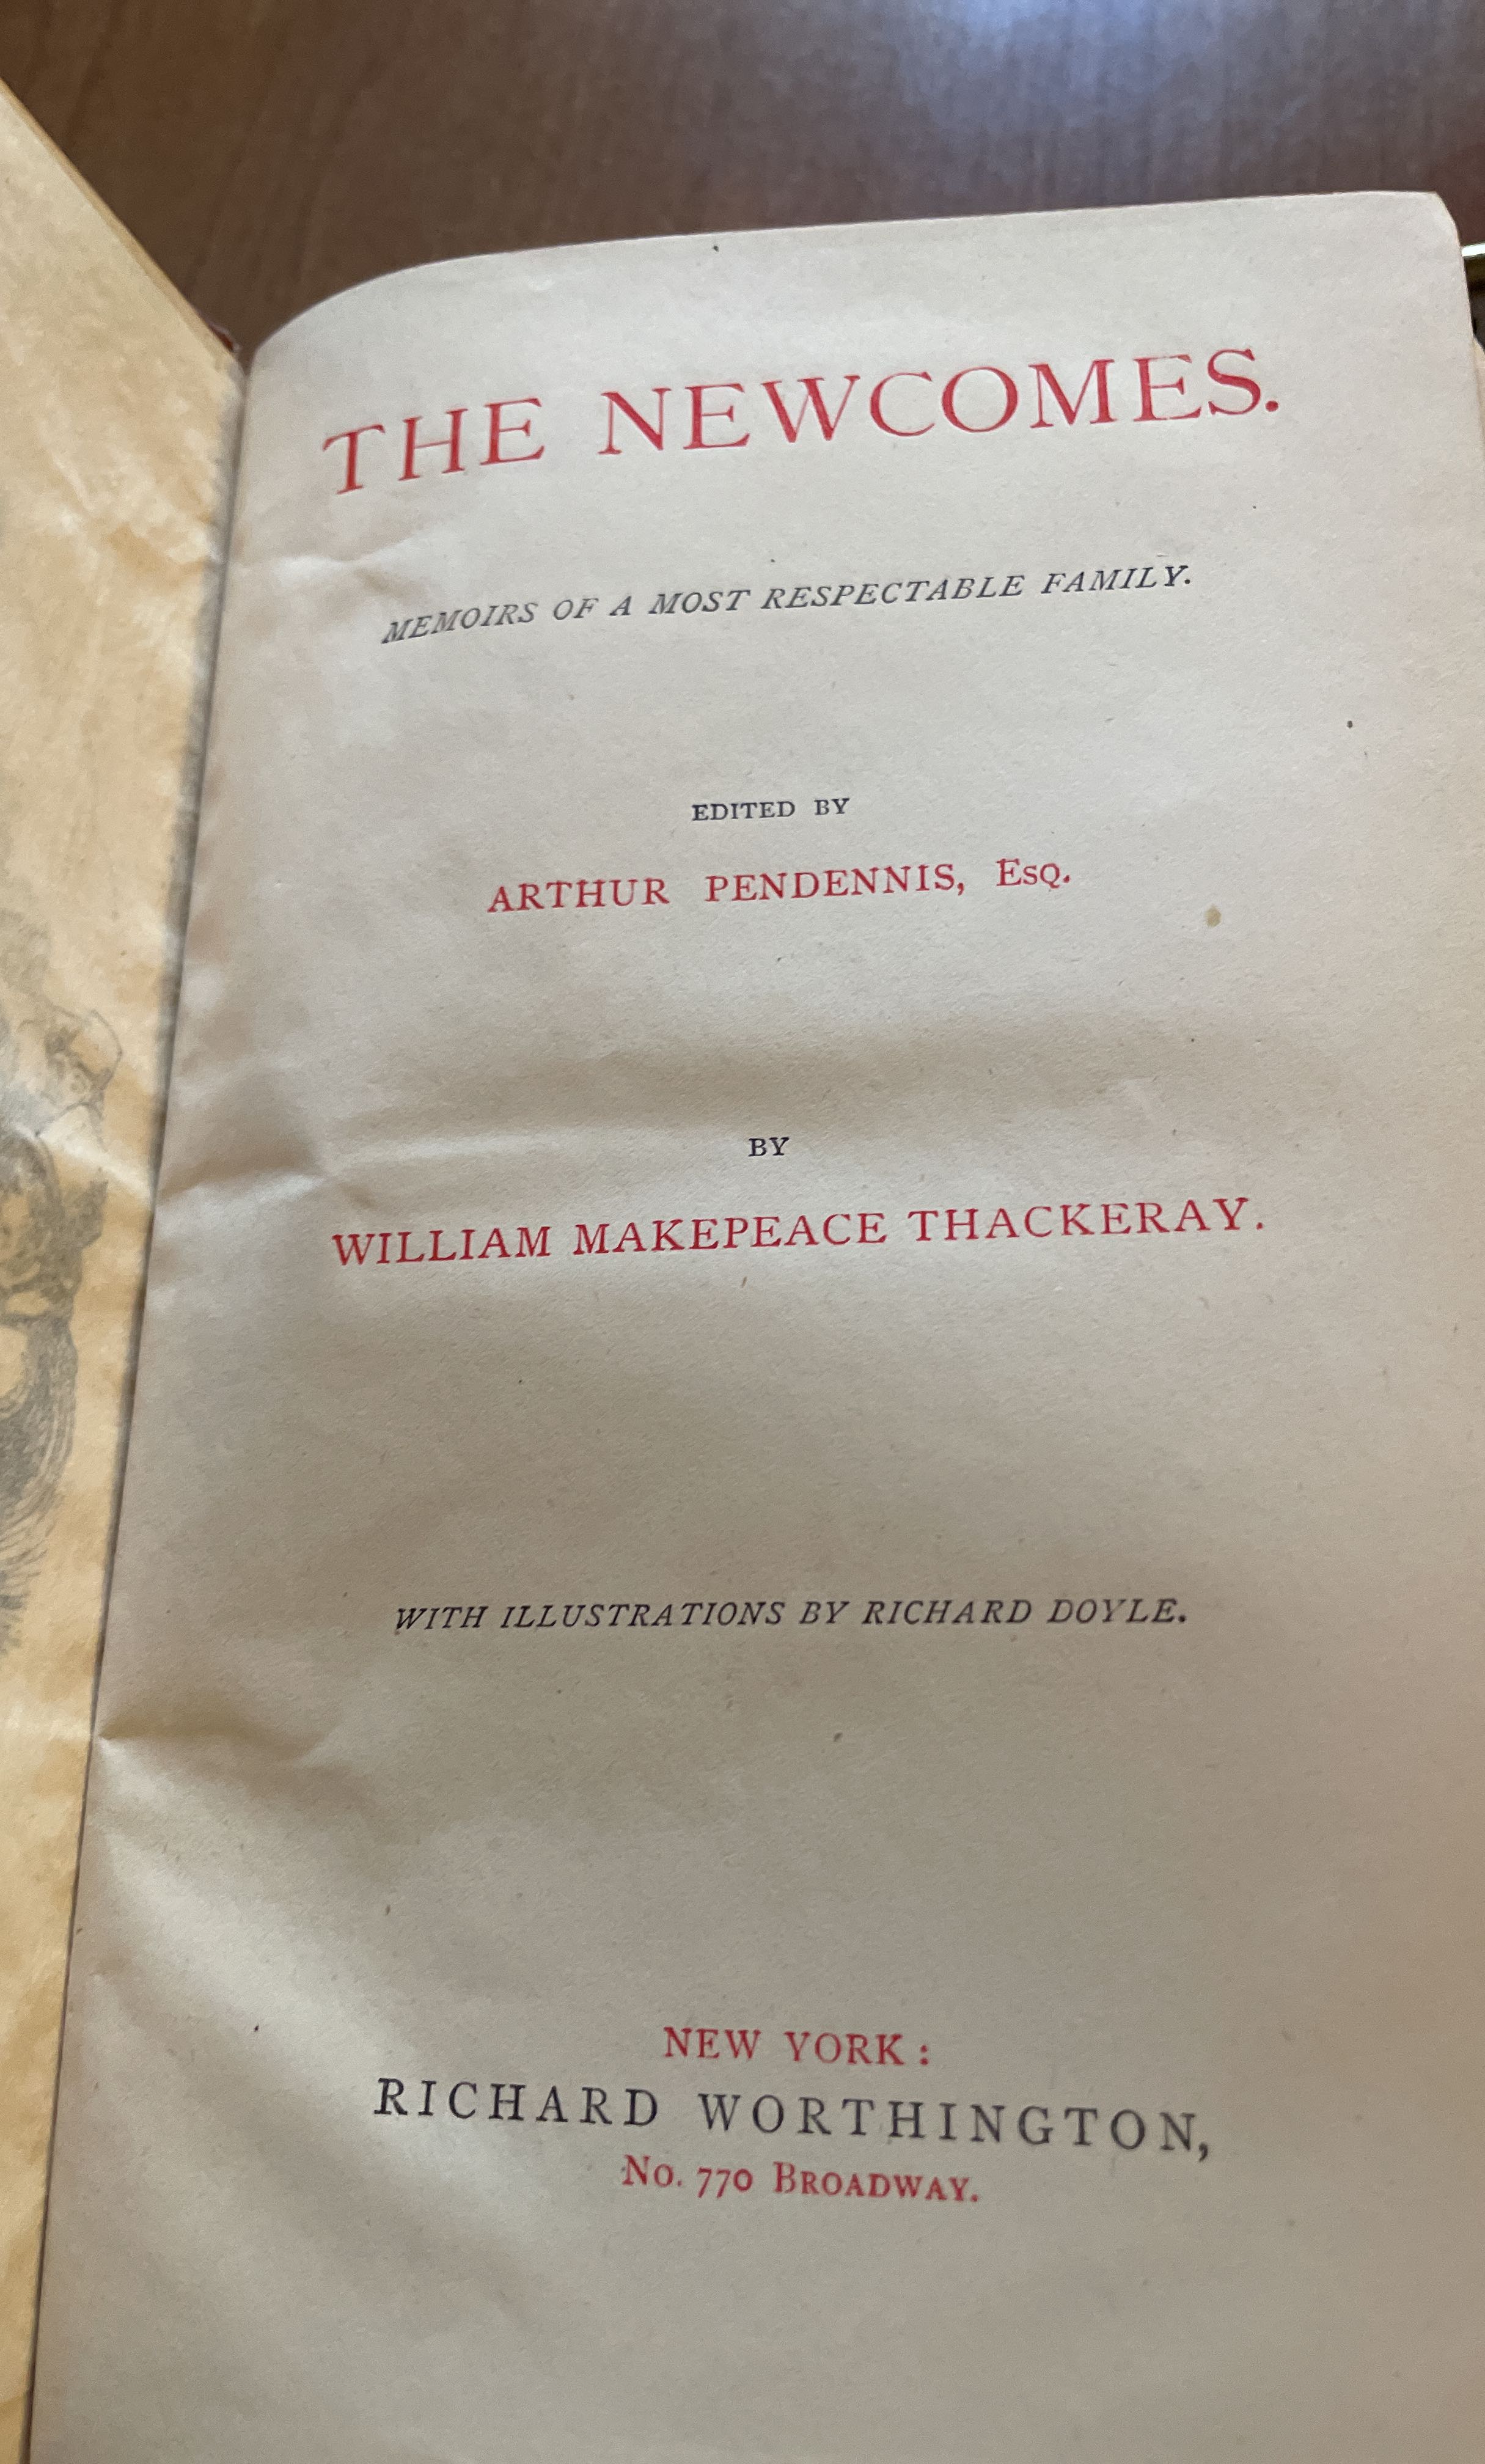 THE NEWCOMES.
MEMOIRS OF A MOST RESPECTABLE FAMILY.
EDITED BY
ARTHUR PENDENNIS, ESQ.
BY
WILLIAM MAKEPEACE THACKERAY.
WITH ILLUSTRATIONS BY RICHARD DOYLE.
NEW YORK:
RICHARD WORTHINGTON,
No. 770 BROADWAY.